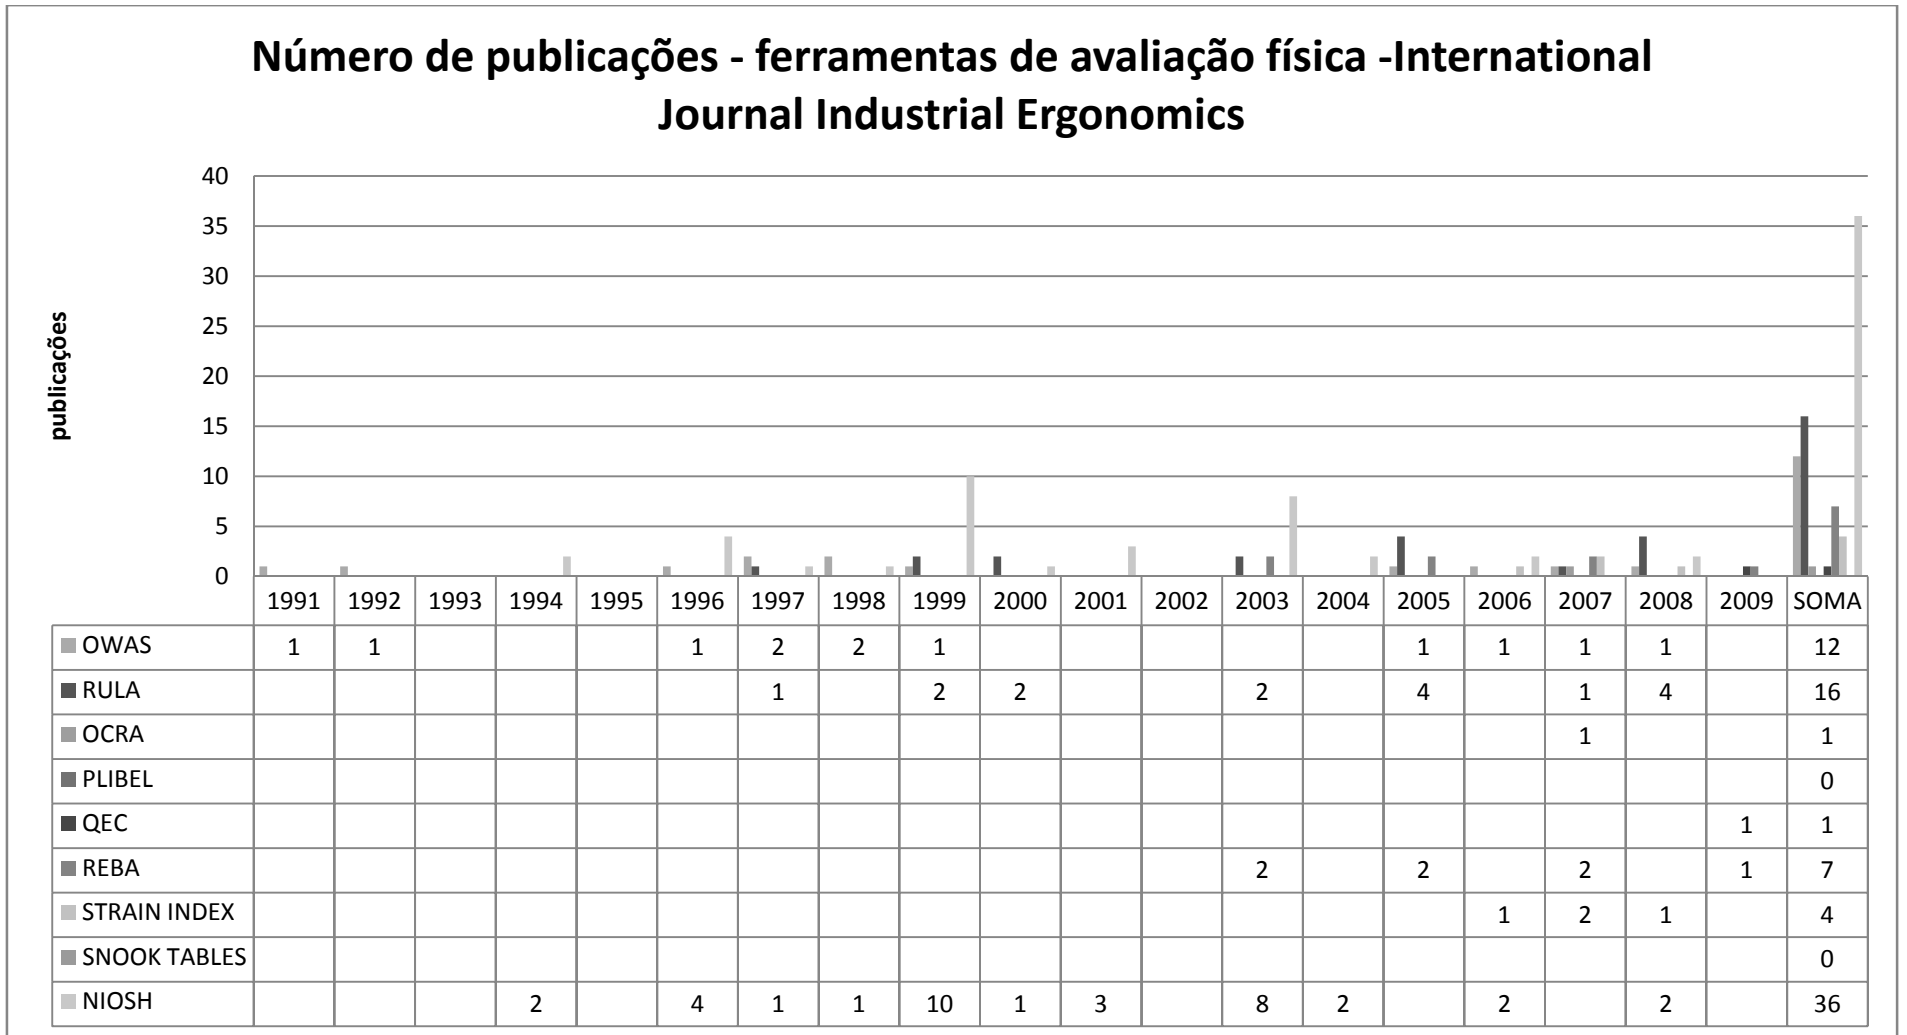 Número de publicações - ferramentas de avaliação física -International
Journal Industrial Ergonomics
publicações
40
35
30
25
20
15
10
5
0
1991 1992 1993 1994 1995 1996 1997 1998 1999 2000 2001 2002 2003 2004 2005 2006 2007 2008 2009 SOMA
OWAS 1 1 1 2 2 1 1 1 1 1 12
RULA 1 2 2 2 4 1 4 16
OCRA 1 1
PLIBEL 0
QEC 1 1
REBA 2 2 2 1 7
STRAIN INDEX 1 2 1 4
SNOOK TABLES 0
NIOSH 2 4 1 1 10 1 3 8 2 2 2 36